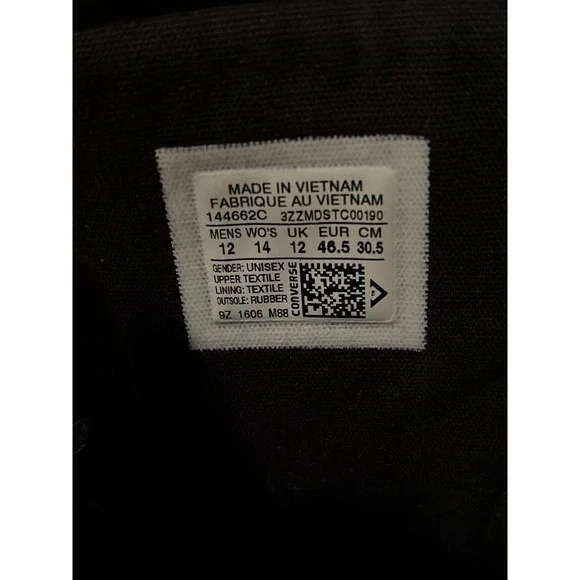 MADE IN VIETNAM
FABRIQUE AU VIETNAM
144662C 3ZZMDSTC00190
MENS WO'S UK EUR CM
12 14 12 46.5 30.5
GENDER: UNISEX
UPPER TEXTILE
LINING: TEXTILE
OUTSOLE: RUBBER
9Z 1606 M88
CONVERSE